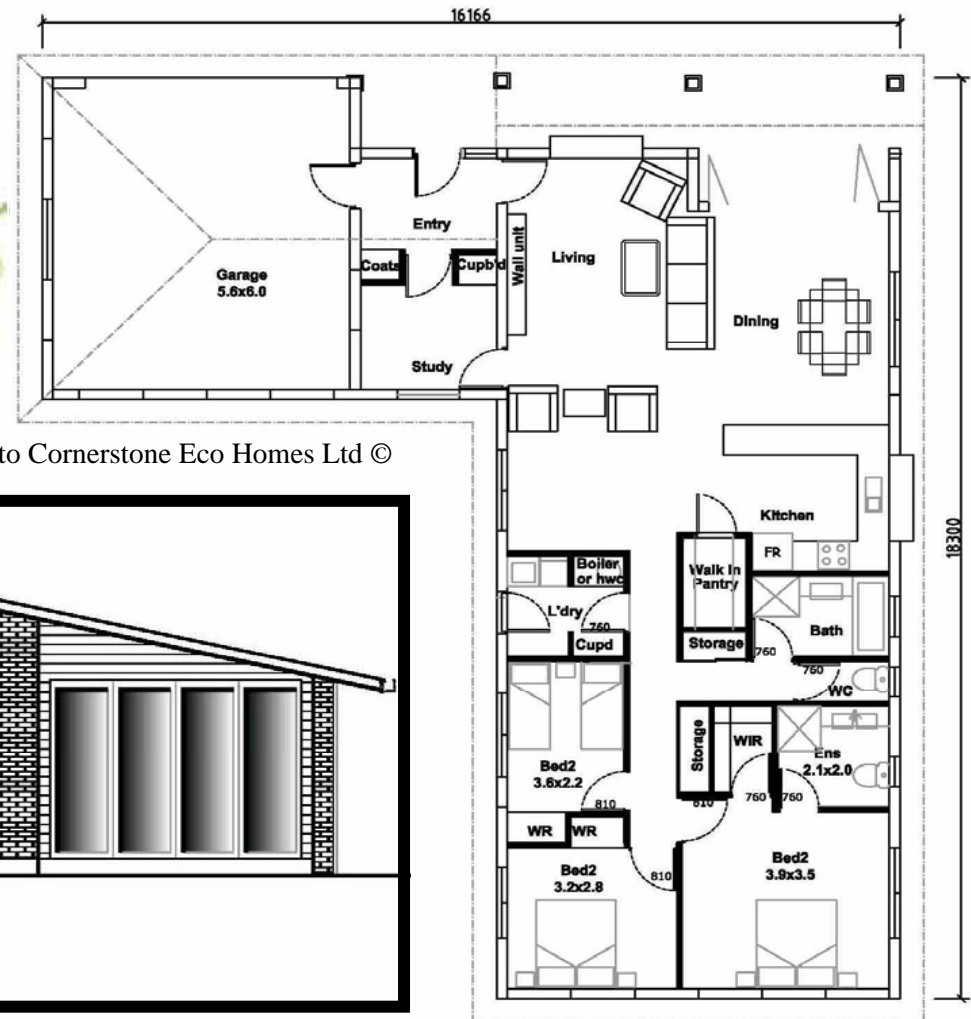 16166
Entry
Coats
Cupb'd
Wall unit
Living
Garage
5.6x6.0
Dining
Study
to Cornerstone Eco Homes Ltd ©
18300
Kitchen
FR
Walk in
Pantry
Boiler
or hwc
L'dry
760
Cupd
Storage
Bath
760
760
WC
Storage
WIR
Ens
2.1x2.0
Bed2
3.6x2.2
810
810
760
760
WR
WR
Bed2
3.2x2.8
810
Bed2
3.9x3.5